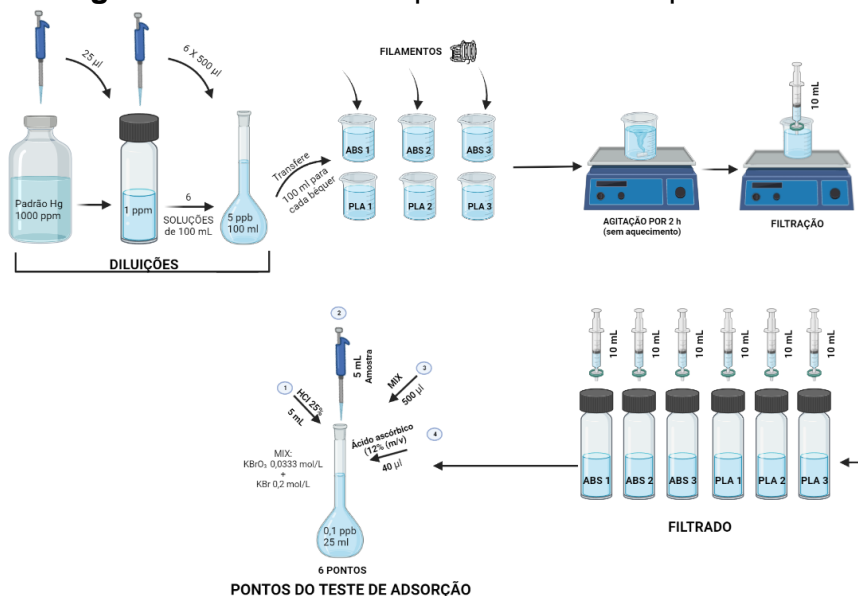 25 µl
6 X 500 µl
FILAMENTOS
10 mL
Padrão Hg
1000 ppm
1 ppm
6
SOLUÇÕES
de 100 mL
5 ppb
100 ml
Transfere
100 ml para
cada béquer
ABS 1
ABS 2
ABS 3
PLA 1
PLA 2
PLA 3
AGITAÇÃO POR 2 h
(sem aquecimento)
FILTRAÇÃO
DILUIÇÕES
10 mL
10 mL
10 mL
10 mL
10 mL
10 mL
ABS 1
ABS 2
ABS 3
PLA 1
PLA 2
PLA 3
FILTRADO
1
HCl 25%
5 mL
2
5 mL
Amostra
3
MIX
500 µl
4
Ácido ascórbico
(12% (m/v)
40 µl
MIX:
KBrO₃ 0,0333 mol/L
+
KBr 0,2 mol/L
0,1 ppb
25 ml
6 PONTOS
PONTOS DO TESTE DE ADSORÇÃO